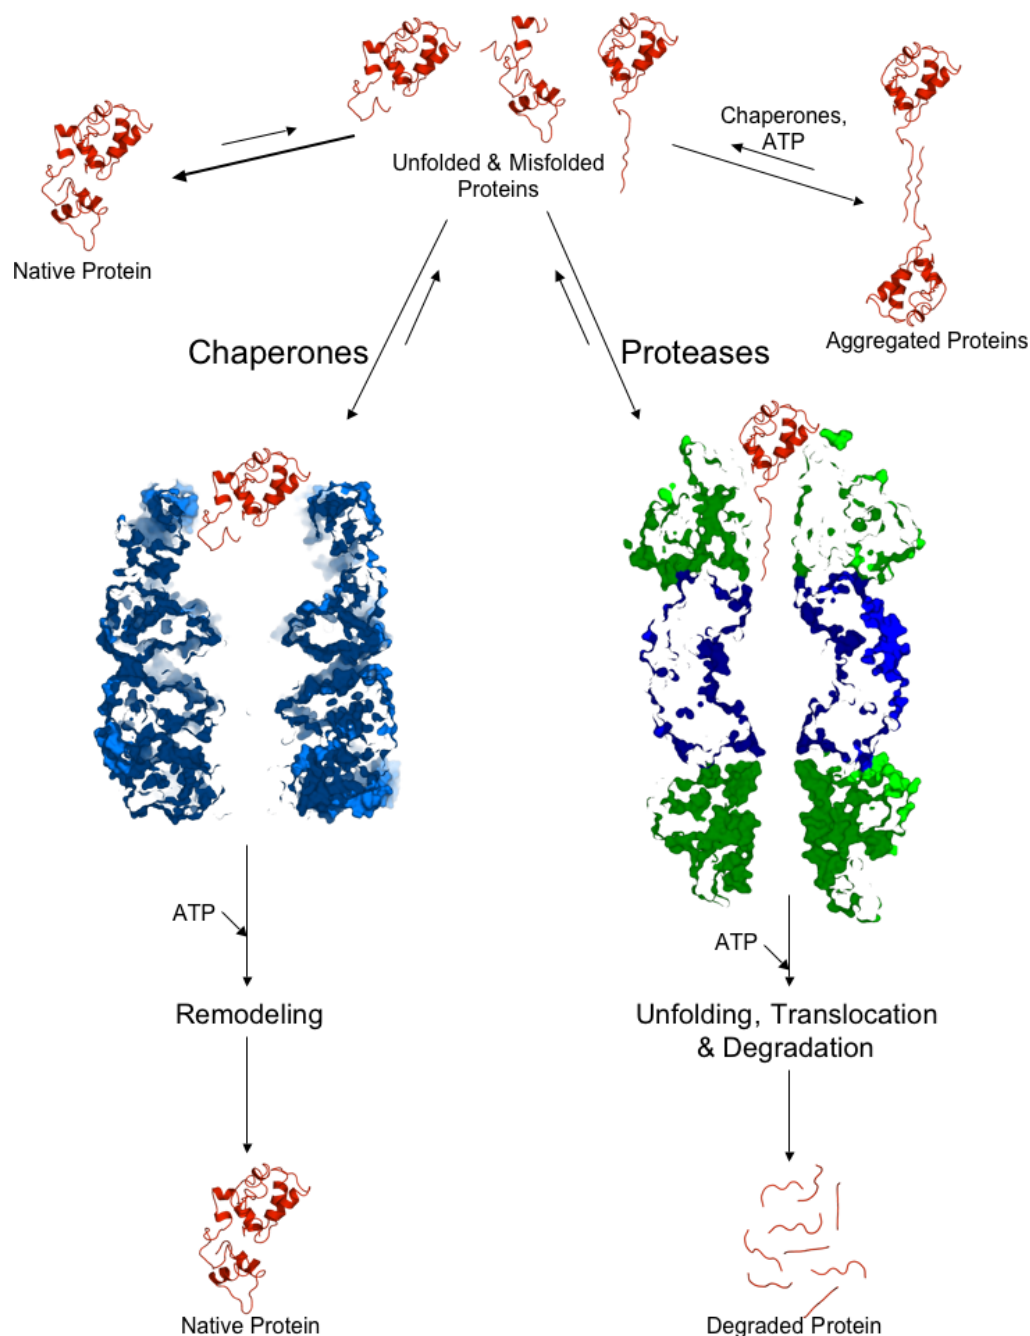 Chaperones,
ATP
Unfolded & Misfolded
Proteins
Native Protein
Aggregated Proteins
Chaperones
Proteases
ATP
ATP
Remodeling
Unfolding, Translocation
& Degradation
Native Protein
Degraded Protein